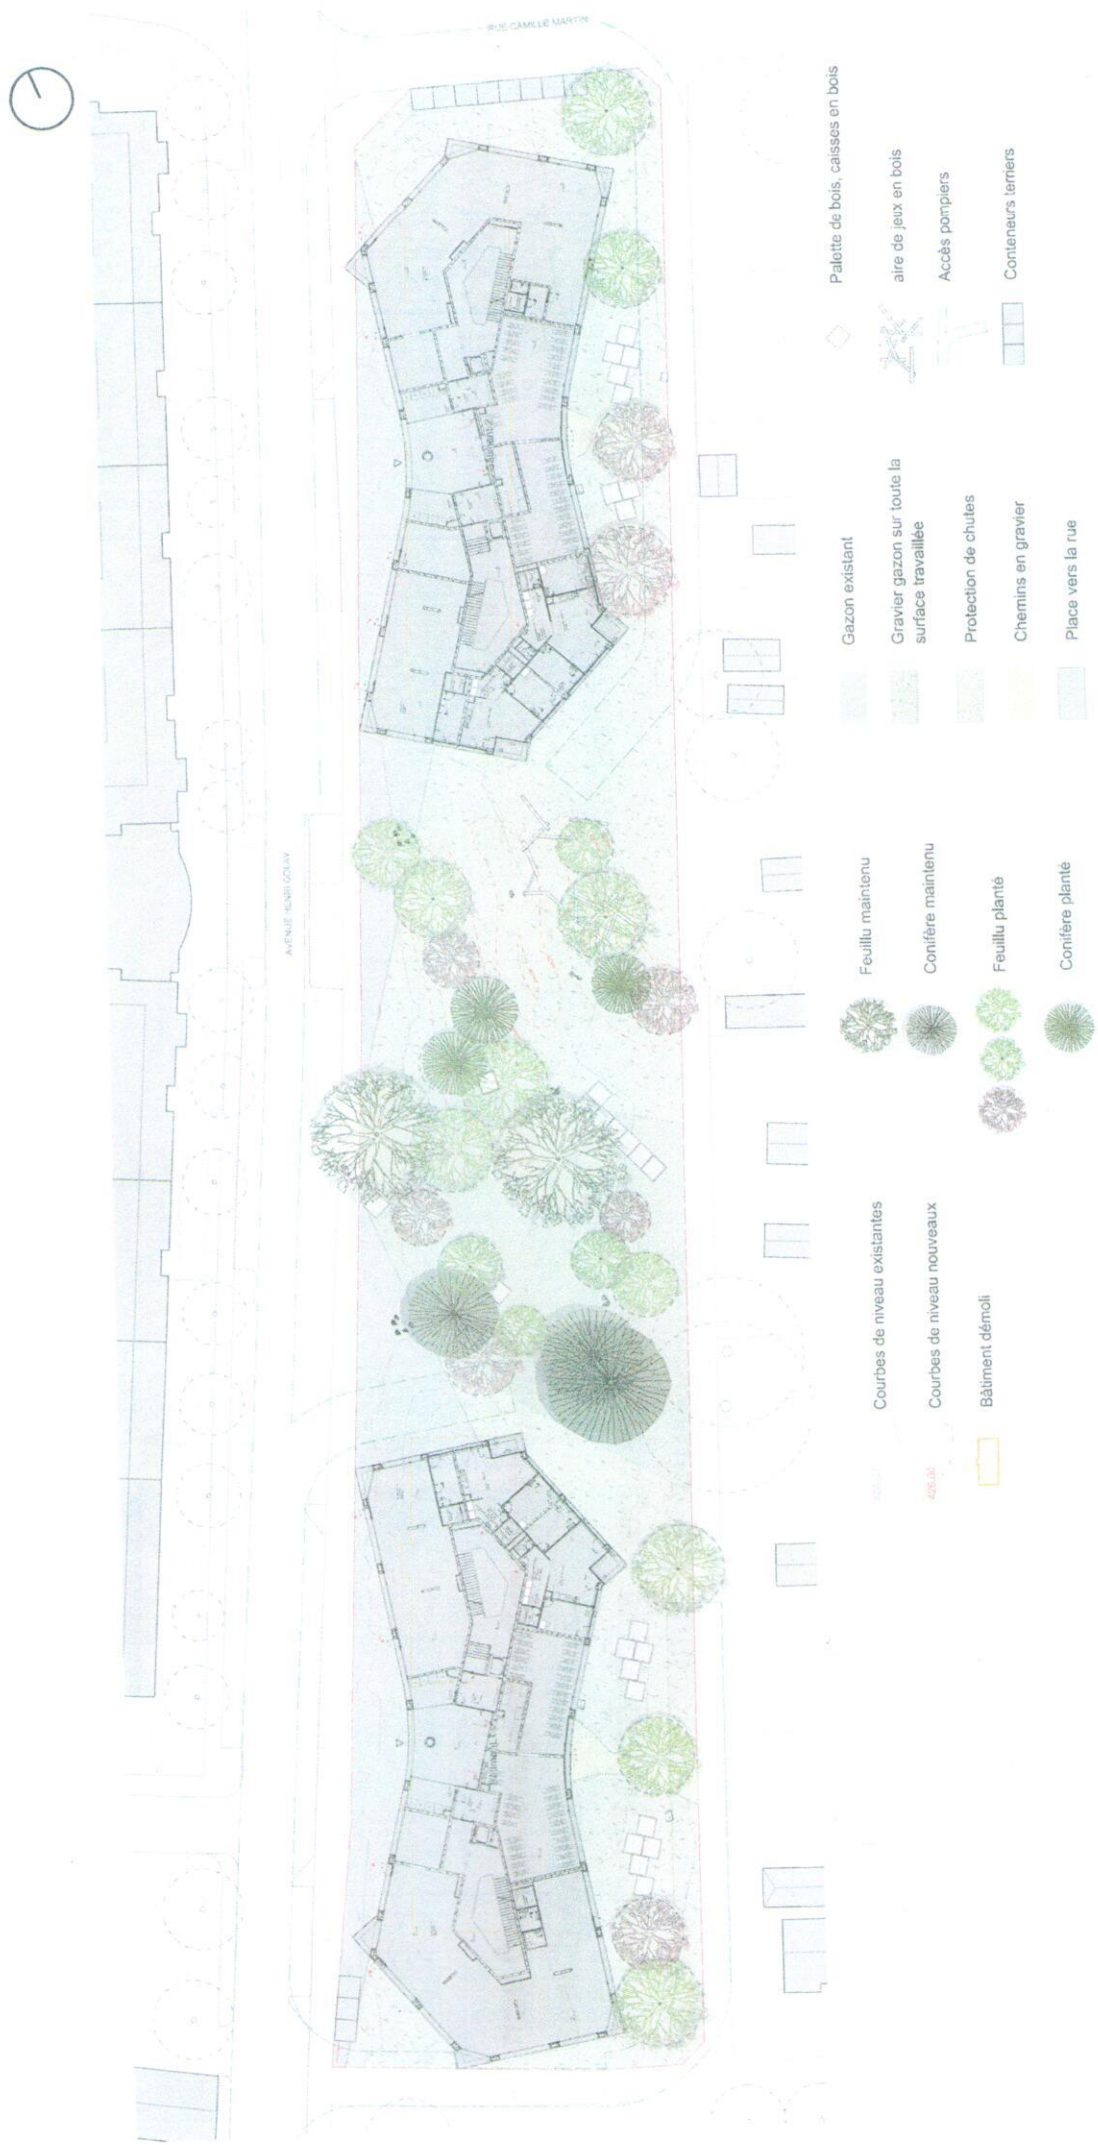 RUE CAMILLE MARTIN
AVENUE HENRI GOLAY
Courbes de niveau existantes
426.00
Courbes de niveau nouveaux
Bâtiment démoli
Feuillu maintenu
Conifère maintenu
Feuillu planté
Conifère planté
Gazon existant
Gravier gazon sur toute la
surface travaillée
Protection de chutes
Chemins en gravier
Place vers la rue
Palette de bois, caisses en bois
aire de jeux en bois
Accès pompiers
Conteneurs terriers